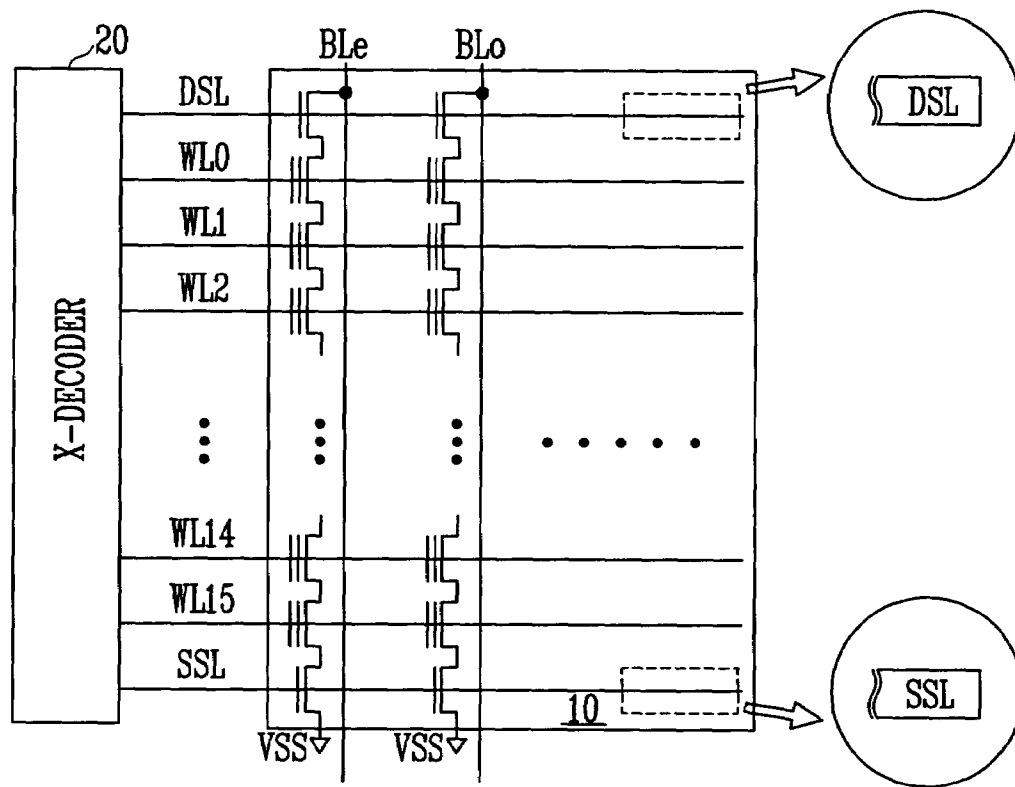 20
BLe
BLo
DSL
DSL
WL0
WL1
WL2
X-DECODER
WL14
WL15
SSL
SSL
10
VSS
VSS